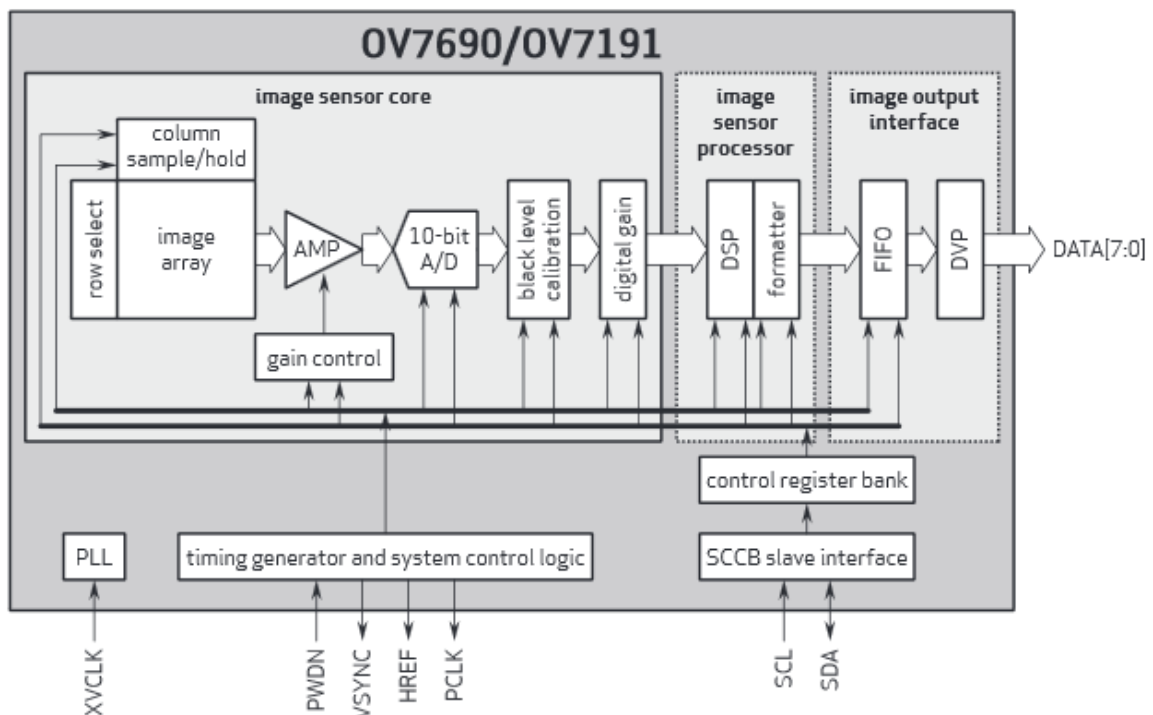 OV7690/OV7191
image sensor core
image
sensor
processor
image output
interface
column
sample/hold
row select
image
array
AMP
10-bit
A/D
black level
calibration
digital gain
DSP
formatter
FIFO
DVP
DATA[7:0]
gain control
control register bank
PLL
timing generator and system control logic
SCCB slave interface
XVCLK
PWDN
VSYNC
HREF
PCLK
SCL
SDA